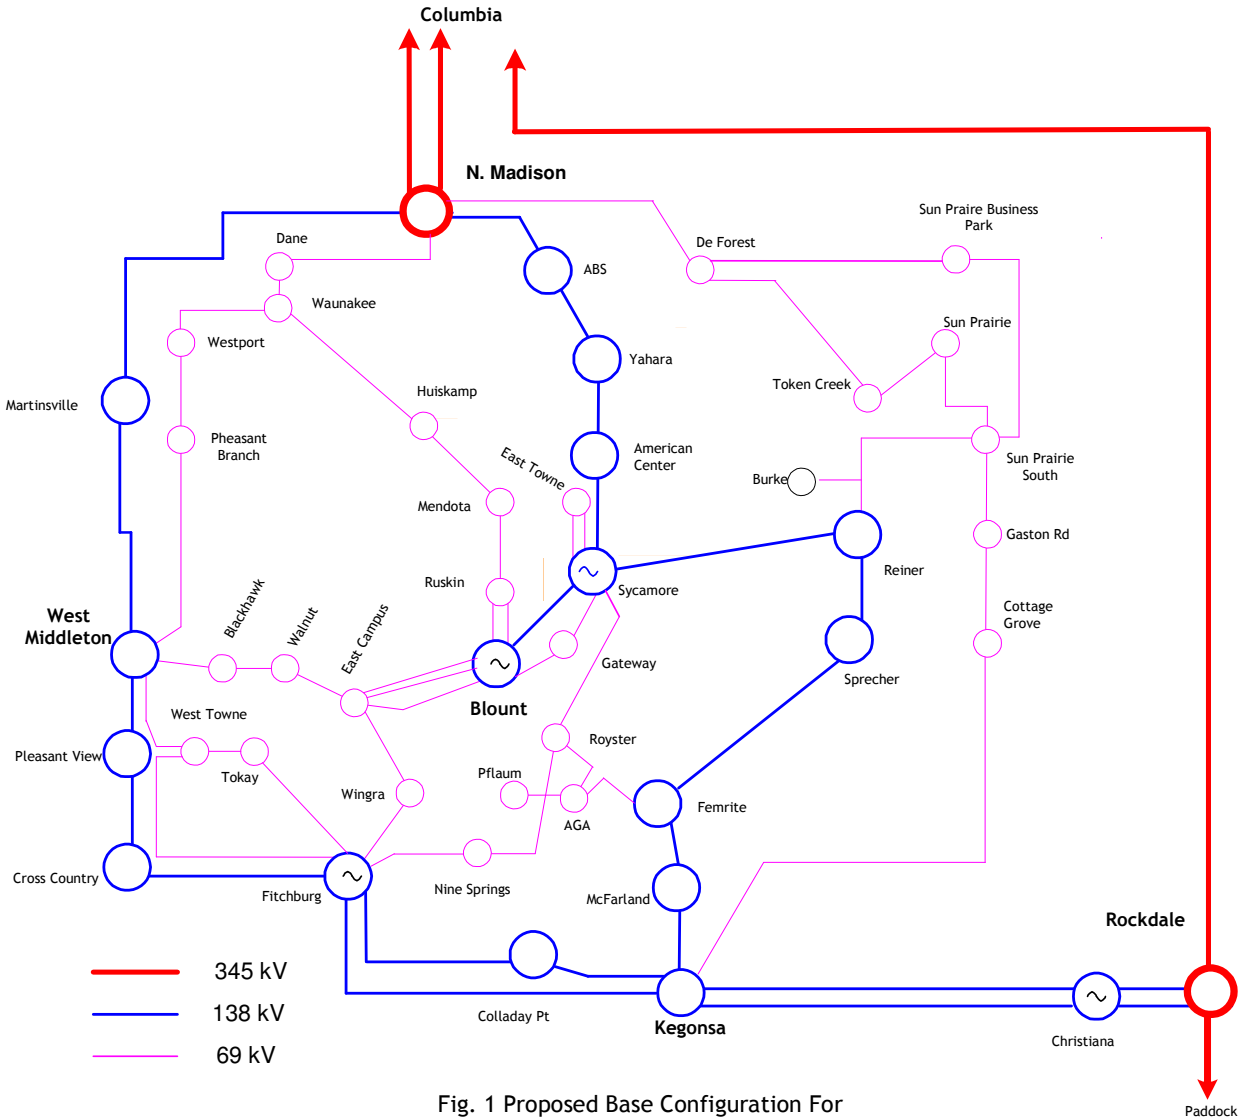 Columbia
N. Madison
Sun Praire Business
Park
Dane
De Forest
ABS
Waunakee
Westport
Sun Prairie
Yahara
Huiskamp
Token Creek
Martinsville
Pheasant
Branch
American
Center
East Towne
Sun Prairie
South
Burke
Mendota
Gaston Rd
Reiner
Ruskin
Sycamore
Blackhawk
Walnut
East Campus
Cottage
Grove
West
Middleton
Gateway
Sprecher
Blount
West Towne
Royster
Pleasant View
Tokay
Pflaum
Wingra
AGA
Femrite
Cross Country
Fitchburg
Nine Springs
McFarland
Rockdale
345 kV
138 kV
69 kV
Colladay Pt
Kegonsa
Christiana
Fig. 1 Proposed Base Configuration For
Paddock